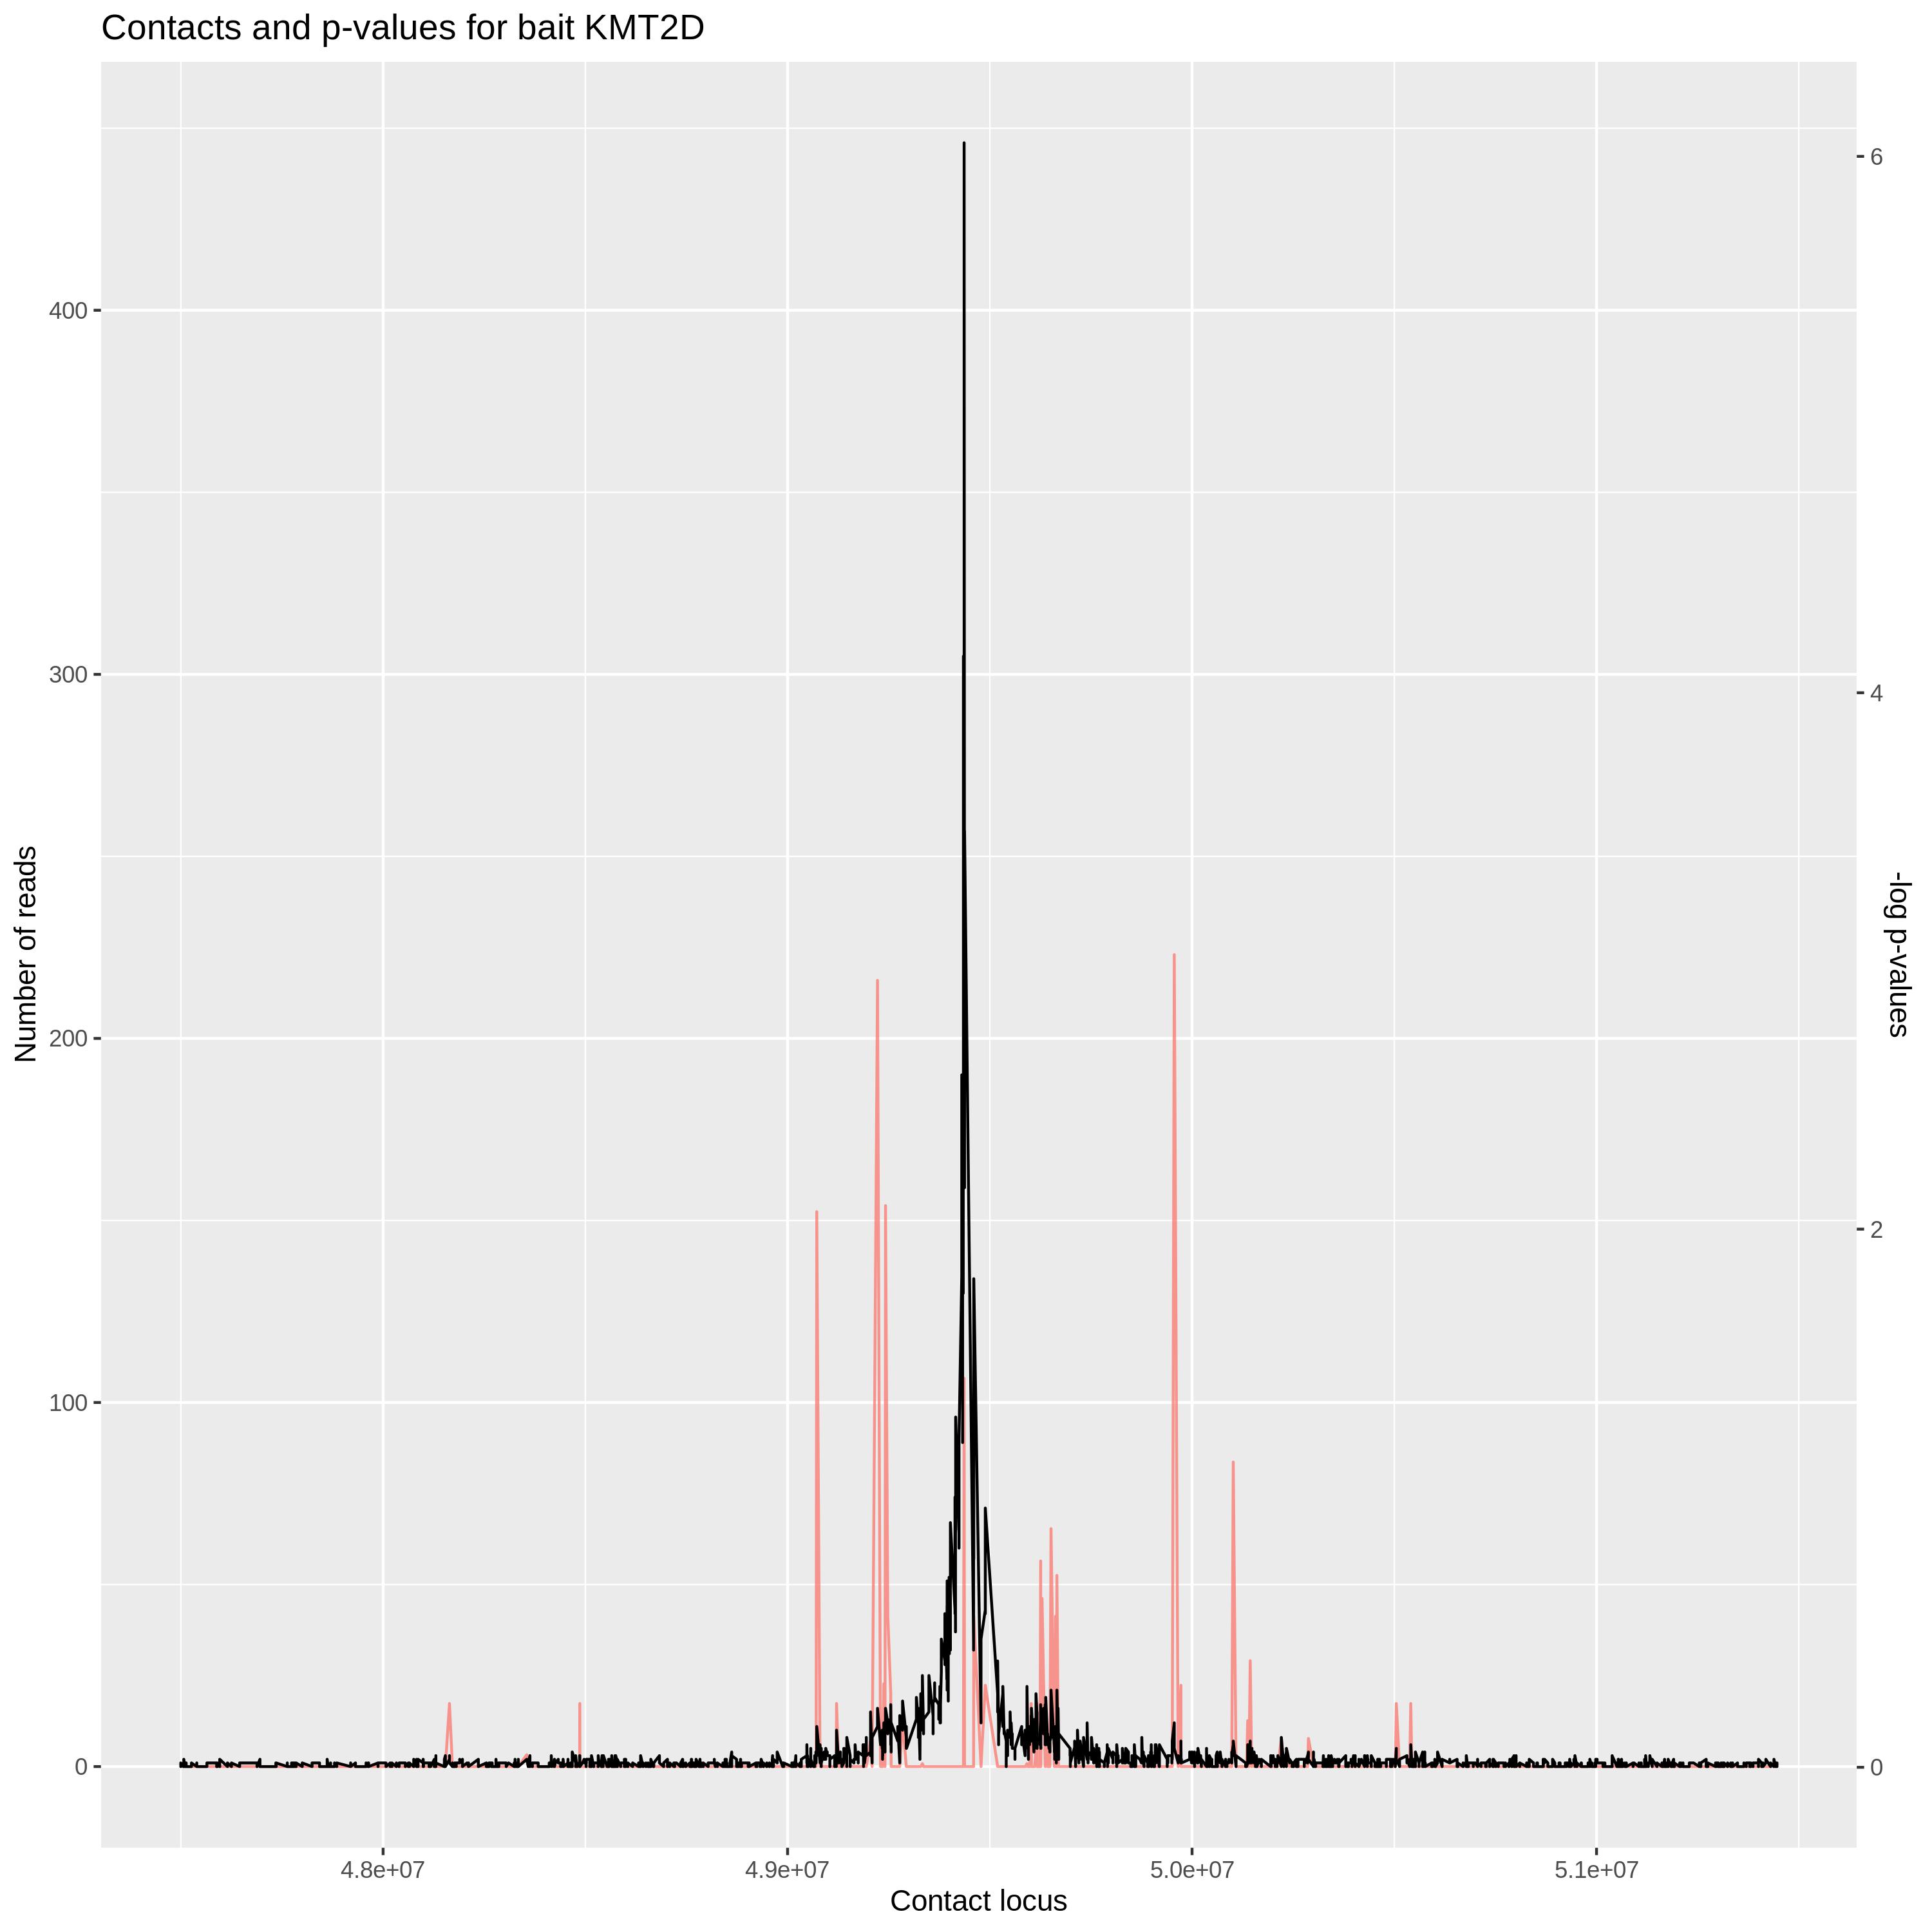 Contacts and p-values for bait KMT2D
Number of reads
400
300
200
100
0
6
4
2
0
-log p-values
4.8e+07
4.9e+07
5.0e+07
5.1e+07
Contact locus